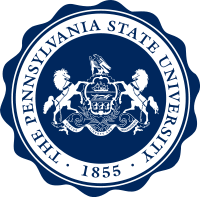 THE PENNSYLVANIA STATE UNIVERSITY
· 1855 ·